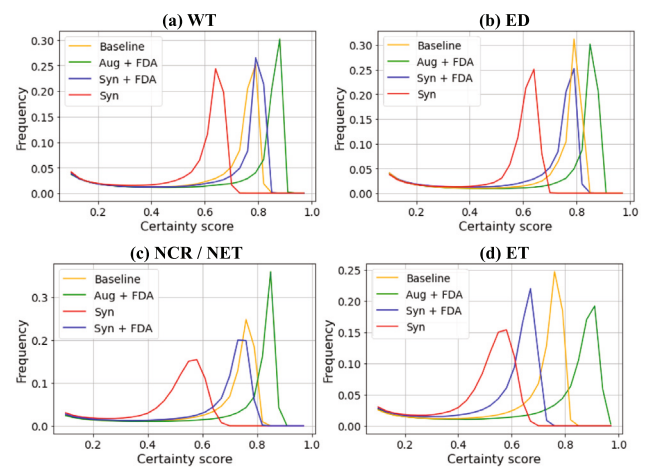 (a) WT
Frequency
0.30
0.25
0.20
0.15
0.10
0.05
0.00
Baseline
Aug + FDA
Syn + FDA
Syn
0.2 0.4 0.6 0.8 1.0
Certainty score
(b) ED
Frequency
0.30
0.25
0.20
0.15
0.10
0.05
0.00
Baseline
Aug + FDA
Syn + FDA
Syn
0.2 0.4 0.6 0.8 1.0
Certainty score
(c) NCR / NET
Frequency
0.3
0.2
0.1
0.0
Baseline
Aug + FDA
Syn
Syn + FDA
0.2 0.4 0.6 0.8 1.0
Certainty score
(d) ET
Frequency
0.25
0.20
0.15
0.10
0.05
0.00
Baseline
Aug + FDA
Syn + FDA
Syn
0.2 0.4 0.6 0.8 1.0
Certainty score